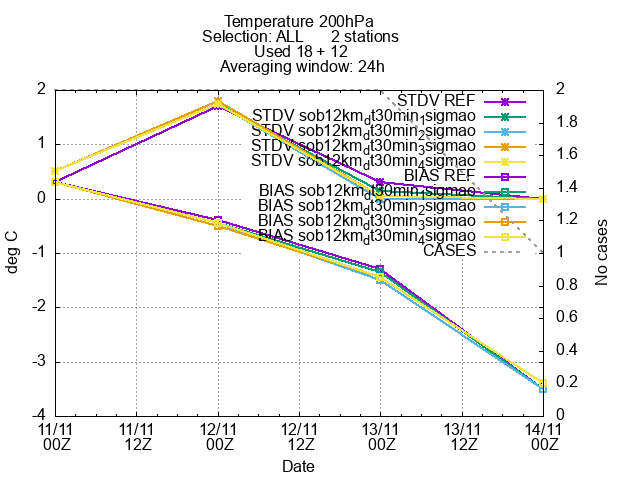 Temperature 200hPa
Selection: ALL 2 stations
Used 18 + 12
Averaging window: 24h
STDV REF
STDV sob12km_dt30min_1sigmao
STDV sob12km_dt30min_2sigmao
STDV sob12km_dt30min_3sigmao
STDV sob12km_dt30min_4sigmao
BIAS REF
BIAS sob12km_dt30min_1sigmao
BIAS sob12km_dt30min_2sigmao
BIAS sob12km_dt30min_3sigmao
BIAS sob12km_dt30min_4sigmao
CASES
deg C
2
1
0
-1
-2
-3
-4
No cases
2
1.8
1.6
1.4
1.2
1
0.8
0.6
0.4
0.2
0
11/11 11/11 12/11 12/11 13/11 13/11 14/11
00Z 12Z 00Z 12Z 00Z 12Z 00Z
Date